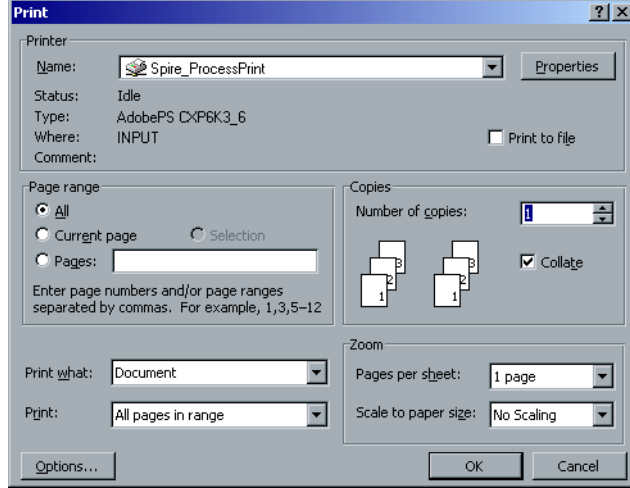 Print
Printer
Name: Spire_ProcessPrint Properties
Status: Idle
Type: AdobePS CXP6K3_6
Where: INPUT Print to file
Comment:
Page range
All
Current page Selection
Pages:
Enter page numbers and/or page ranges
separated by commas. For example, 1,3,5–12
Copies
Number of copies: 1
3 3
2 2
1 1
Collate
Print what: Document
Print: All pages in range
Zoom
Pages per sheet: 1 page
Scale to paper size: No Scaling
Options... OK Cancel